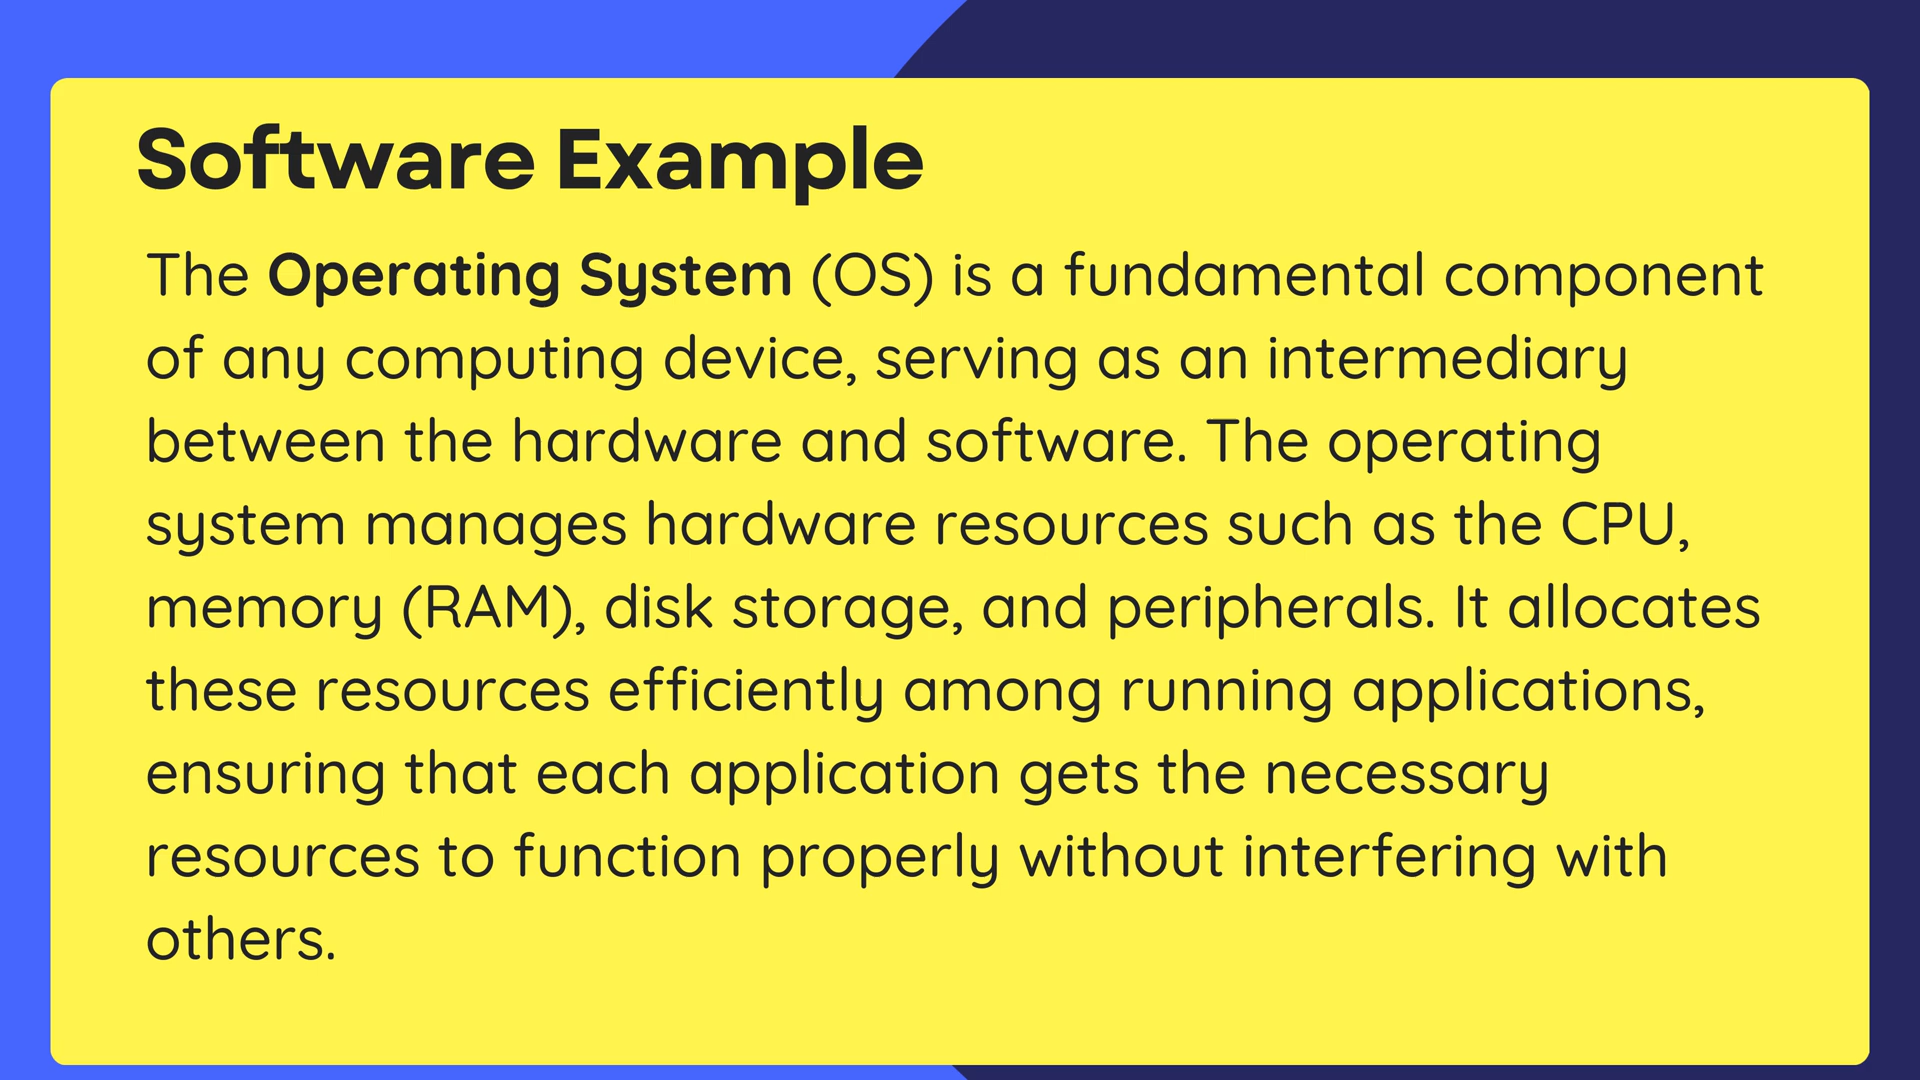 Software Example
The Operating System (OS) is a fundamental component
of any computing device, serving as an intermediary
between the hardware and software. The operating
system manages hardware resources such as the CPU,
memory (RAM), disk storage, and peripherals. It allocates
these resources efficiently among running applications,
ensuring that each application gets the necessary
resources to function properly without interfering with
others.